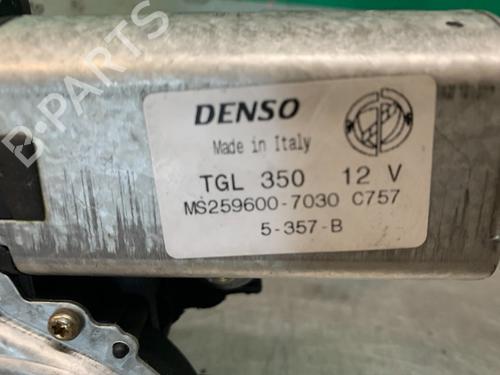 B-PARTS
DENSO
Made in Italy
TGL 350 12 V
MS259600-7030 C757
5-357-B